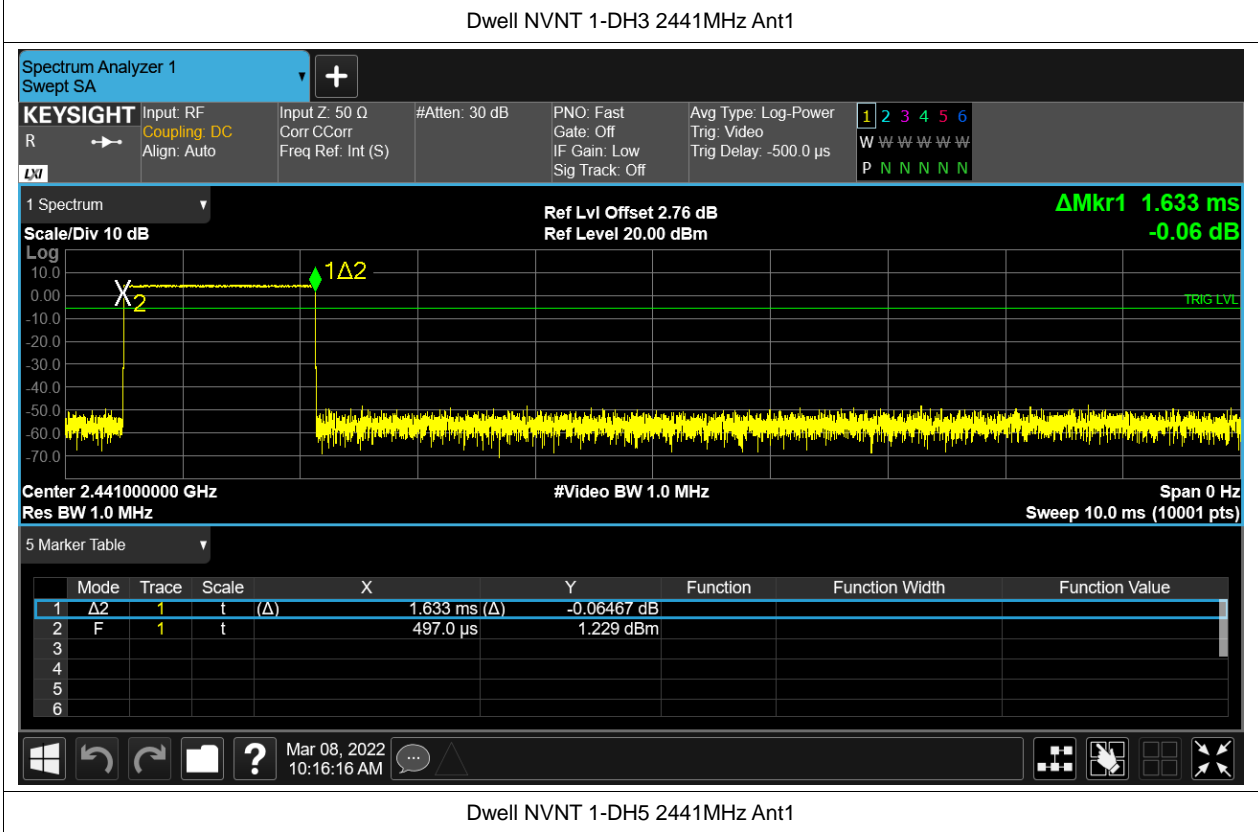 Dwell NVNT 1-DH3 2441MHz Ant1
Spectrum Analyzer 1
Swept SA
+
KEYSIGHT
R
LXI
Input: RF
Coupling: DC
Align: Auto
Input Z: 50 Ω
Corr CCorr
Freq Ref: Int (S)
#Atten: 30 dB
PNO: Fast
Gate: Off
IF Gain: Low
Sig Track: Off
Avg Type: Log-Power
Trig: Video
Trig Delay: -500.0 µs
1 2 3 4 5 6
W W W W W W
P N N N N N
1 Spectrum
Scale/Div 10 dB
Ref Lvl Offset 2.76 dB
Ref Level 20.00 dBm
ΔMkr1 1.633 ms
-0.06 dB
Log
10.0
0.00
-10.0
-20.0
-30.0
-40.0
-50.0
-60.0
-70.0
1Δ2
X2
TRIG LVL
Center 2.441000000 GHz
#Video BW 1.0 MHz
Span 0 Hz
Res BW 1.0 MHz
Sweep 10.0 ms (10001 pts)
5 Marker Table
Mode Trace Scale X Y Function Function Width Function Value
1 Δ2 1 t (Δ) 1.633 ms (Δ) -0.06467 dB
2 F 1 t 497.0 µs 1.229 dBm
3
4
5
6
?
Mar 08, 2022
10:16:16 AM
Dwell NVNT 1-DH5 2441MHz Ant1